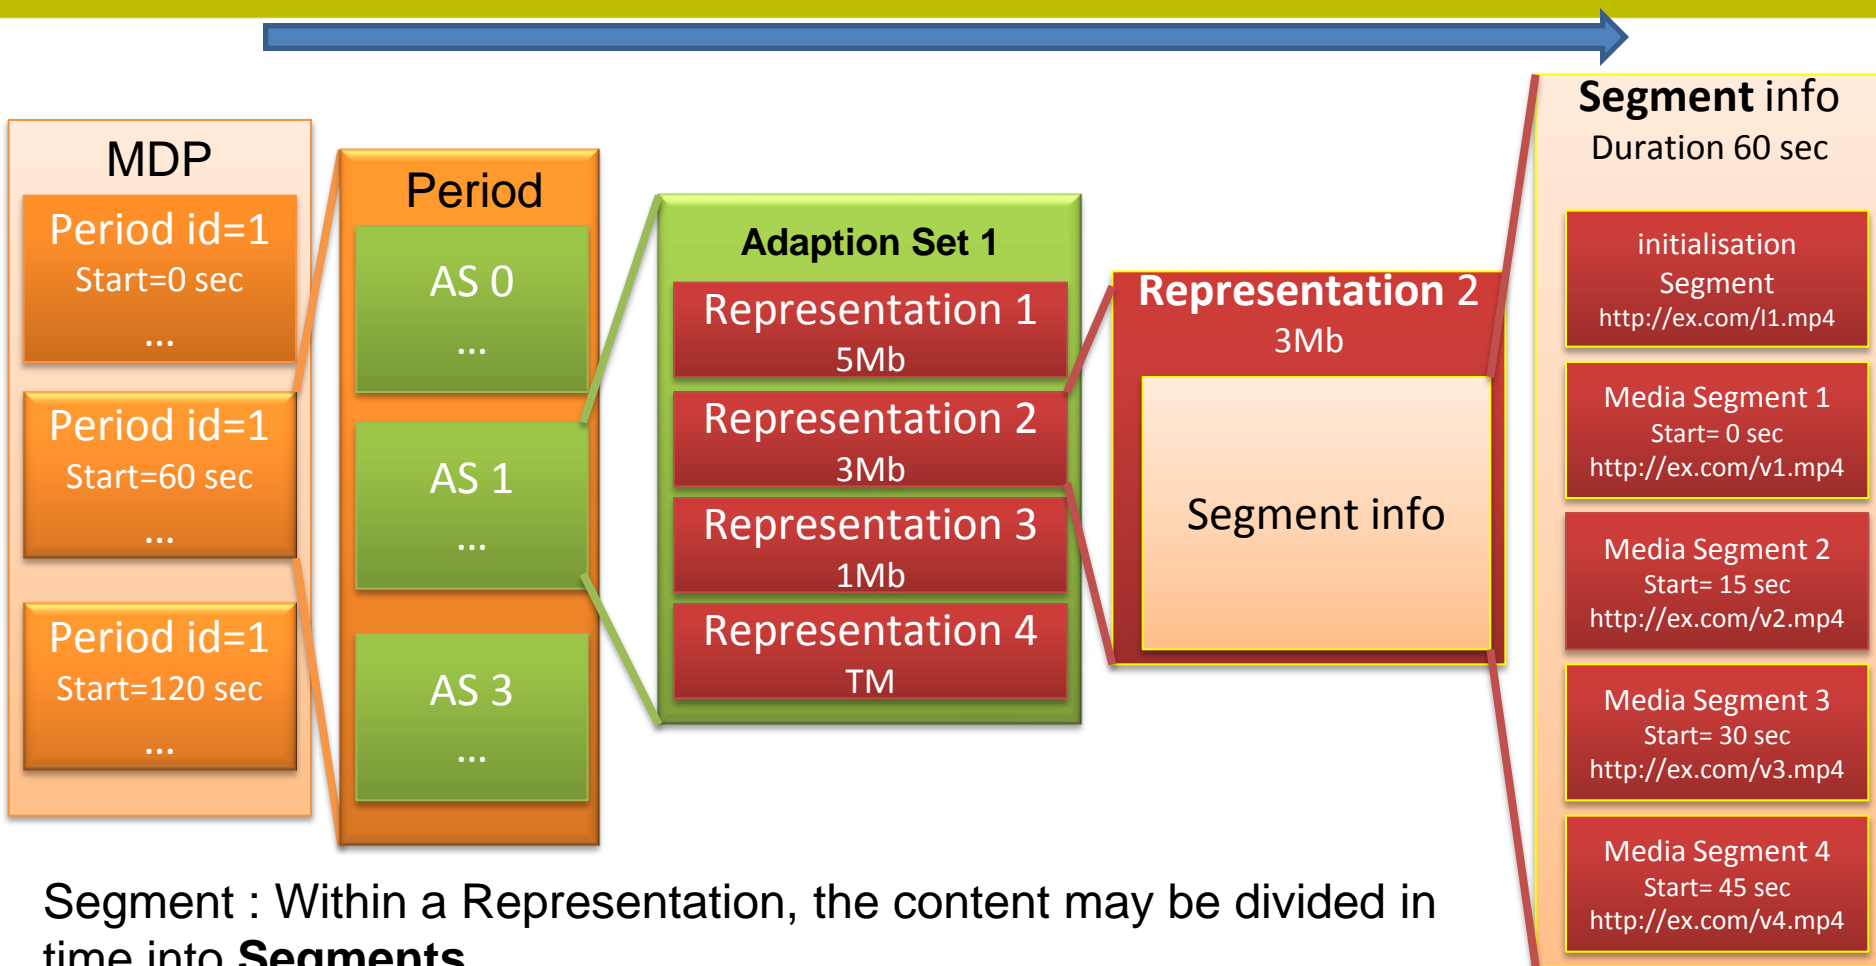 MDP
Period id=1
Start=0 sec
...
Period id=1
Start=60 sec
...
Period id=1
Start=120 sec
...
Period
AS 0
...
AS 1
...
AS 3
...
Adaption Set 1
Representation 1
5Mb
Representation 2
3Mb
Representation 3
1Mb
Representation 4
TM
Representation 2
3Mb
Segment info
Segment info
Duration 60 sec
initialisation
Segment
http://ex.com/I1.mp4
Media Segment 1
Start= 0 sec
http://ex.com/v1.mp4
Media Segment 2
Start= 15 sec
http://ex.com/v2.mp4
Media Segment 3
Start= 30 sec
http://ex.com/v3.mp4
Media Segment 4
Start= 45 sec
http://ex.com/v4.mp4
Segment : Within a Representation, the content may be divided in
time into Segments